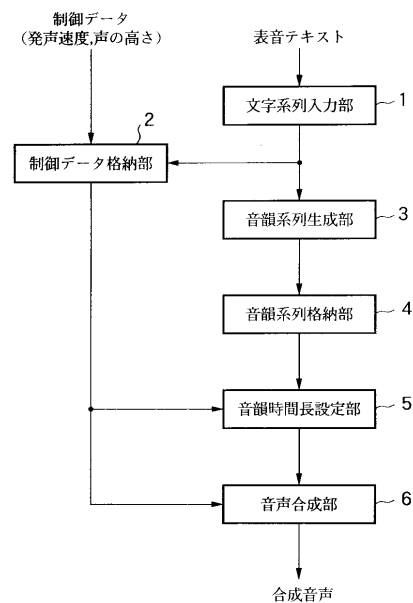 制御データ
(発声速度,声の高さ)
表音テキスト
文字系列入力部
1
2
制御データ格納部
音韻系列生成部
3
音韻系列格納部
4
音韻時間長設定部
5
音声合成部
6
合成音声